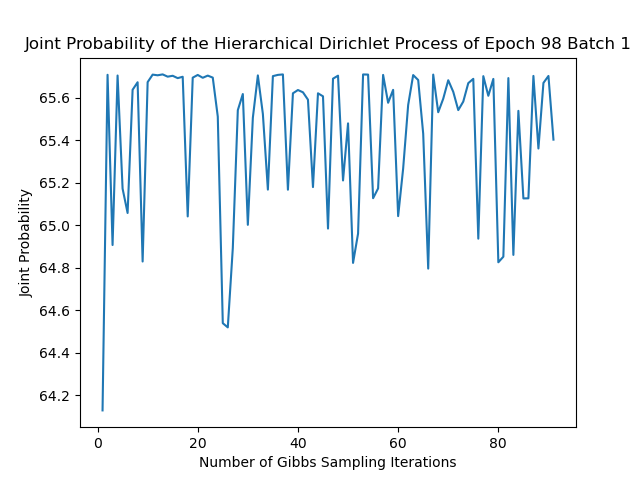 Joint Probability of the Hierarchical Dirichlet Process of Epoch 98 Batch 1
65.6
65.4
65.2
65.0
64.8
64.6
64.4
64.2
Joint Probability
0 20 40 60 80
Number of Gibbs Sampling Iterations